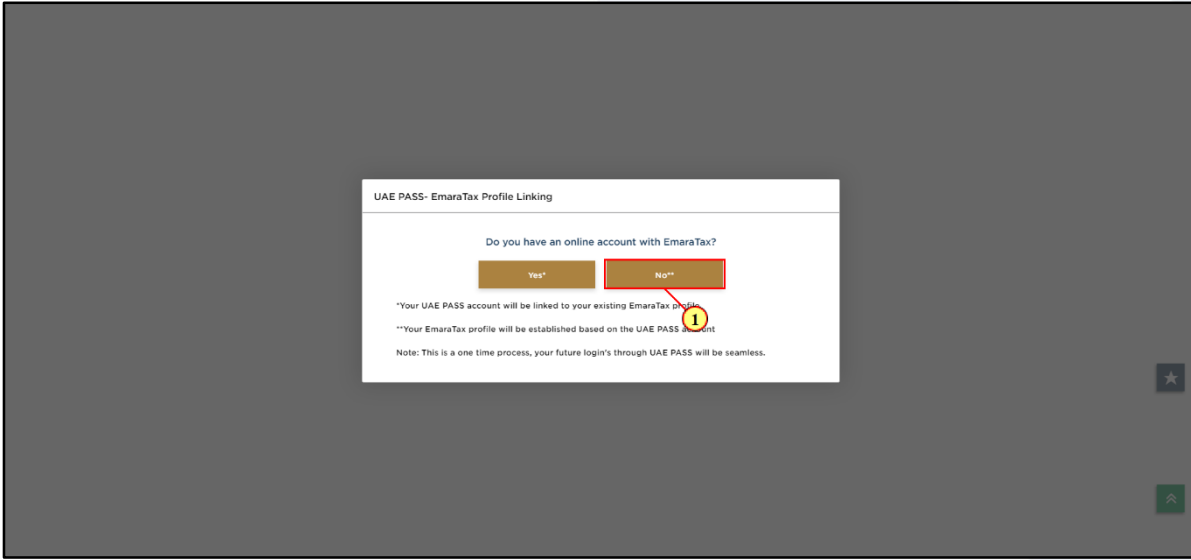 UAE PASS- EmaraTax Profile Linking
Do you have an online account with EmaraTax?
Yes*
No**
*Your UAE PASS account will be linked to your existing EmaraTax profile
1
**Your EmaraTax profile will be established based on the UAE PASS account
Note: This is a one time process, your future login's through UAE PASS will be seamless.